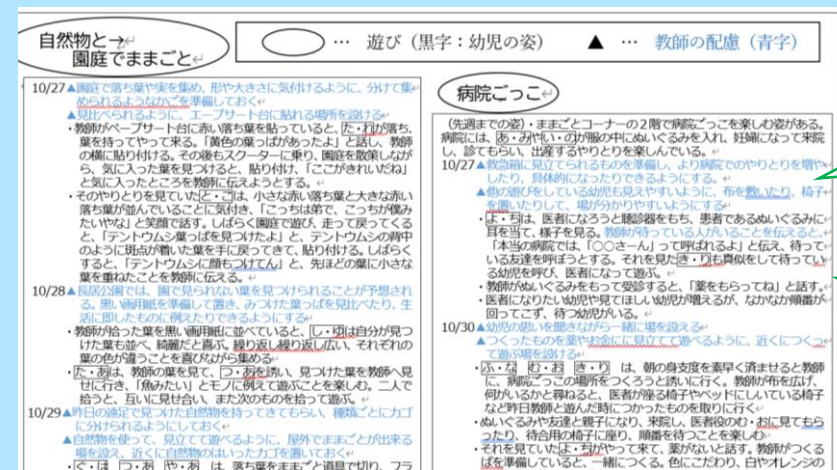 自然物と→
園庭でままごと
… 遊び（黒字：幼児の姿） ▲ … 教師の配慮（青字）
10/27▲園庭で落ち葉や実を集め、形や大きさに気付けるように、分けて集
められるようなかごを準備しておく
▲見比べられるように、エープサート台に貼れる場所を設ける
・教師がペープサート台に赤い落ち葉を貼っていると、た・れが落ち
葉を持ってやって来る。「黄色の葉っぱがあったよ」と話し、教師
の横に貼り付ける。その後もスクーターに乗り、園庭を散策しなが
ら、気に入った葉を見つけると、貼り付け、「ここがきれいだね」
と気に入ったところを教師に伝えようとする。
・そのやりとりを見ていたと・こは、小さな赤い落ち葉と大きな赤い
落ち葉が並んでいることに気付き、「こっちは弟で、こっちが僕み
たいやな」と笑顔で話す。しばらく園庭で遊び、走って戻ってくる
と、「テントウムシ葉っぱを見つけたよ」と、テントウムシの背中
のように斑点が着いた葉を手に戻ってきて、貼り付ける。しばらく
すると、「テントウムシに顔もつけてん」と、先ほどの葉に小さな
葉を重ねたことを教師に伝える。
10/28▲長居公園では、園で見られない葉を見つけられることが予想され
る。黒い画用紙を準備して置き、みつけた葉っぱを見比べたり、生
活に即したものに例えたりできるようにする
・教師が拾った葉を黒い画用紙に並べていると、し・ゆは自分が見つ
けた葉も並べ、綺麗だと喜ぶ。繰り返し繰り返し広い、それぞれの
葉の色が違うことを喜びながら集める
・た・あは、教師の葉を見て、つ・あを誘い、見つけた葉を教師へ見
せに行き、「魚みたい」とモノに例えて遊ぶことを楽しむ。二人で
拾うと、互いに見せ合い、また次のものを拾って遊ぶ。
10/29▲昨日の遠足で見つけた自然物を持ってきてもらい、種類ごとにカゴ
に分けられるようにしておく
▲自然物を使って、見立てて遊べるように、屋外でままごとが出来る
場を設え、近くに自然物のはいったカゴを置いておく
・ぐ・は つ・あ や・あ は、落ち葉をままごと道具で切り、フラ
病院ごっこ
（先週までの姿）・ままごとコーナーの２階で病院ごっこを楽しむ姿がある。
病院には、あ・みやい・のが服の中にぬいぐるみを入れ、妊婦になって来院
し、診てもらい、出産するやりとりを楽しんでいる。
10/27▲救急箱に見立てられるものを準備し、より病院でのやりとりを増や
したり、具体的になったりできるようにする。
▲他の遊びをしている幼児も見えやすいように、布を敷いたり、椅子
を置いたりして、場が分かりやすいようにする
・よ・ちは、医者になろうと聴診器をもち、患者であるぬいぐるみに
耳を当て、様子を見る。教師が待っている人がいることを伝えると、
「本当の病院では、「〇〇さーん」って呼ばれるよ」と伝え、待って
いる友達を呼ぼうとする。それを見たき・りも真似をして待ってい
る幼児を呼び、医者になって遊ぶ。
・教師がぬいぐるみをもって受診すると、「薬をもらってね」と話す。
・医者になりたい幼児や見てほしい幼児が増えるが、なかなか順番が
回ってこず、待つ幼児がいる。
10/30▲幼児の思いを聞きながら一緒に場を設える
▲つくったものを薬やお金にに見立てて遊べるように、近くにつくっ
て遊ぶ場を設ける
・ふ・な む・お き・り は、朝の身支度を素早く済ませると教師
に、病院ごっこの場所をつくろうと誘いに行く。教師が布を広げ、
何がいるかと尋ねると、医者が座る椅子やベッドにしいている椅子
など昨日教師と遊んだ時につかったものを取りに行く
・ぬいぐるみや友達と親子になり、来院し、医者役のむ・おに見てもら
ったり、待合用の椅子に座り、順番を待つことを楽しむ
・それを見ていたよ・ちがやって来て、薬がないと話す。教師がつくる
ばを準備していると、一緒につくる。色にこだわり、白やオレンジの